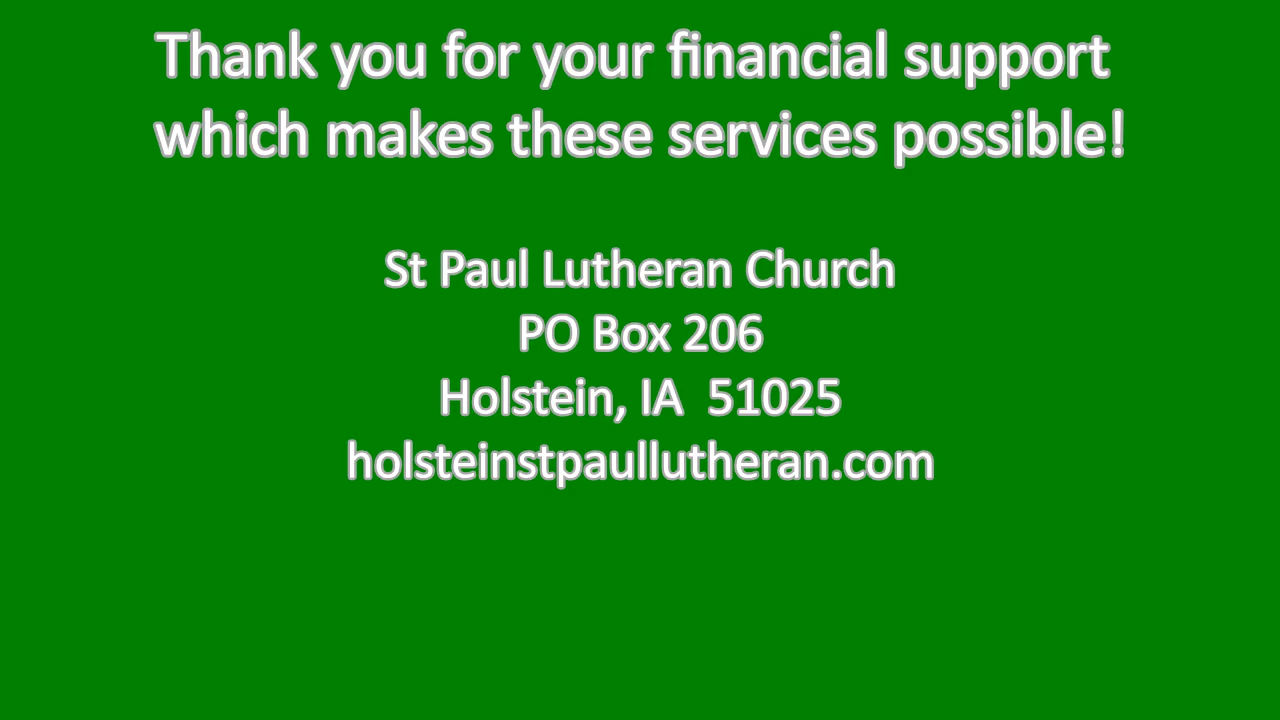 Thank you for your financial support
which makes these services possible!
St Paul Lutheran Church
PO Box 206
Holstein, IA  51025
holsteinstpaullutheran.com